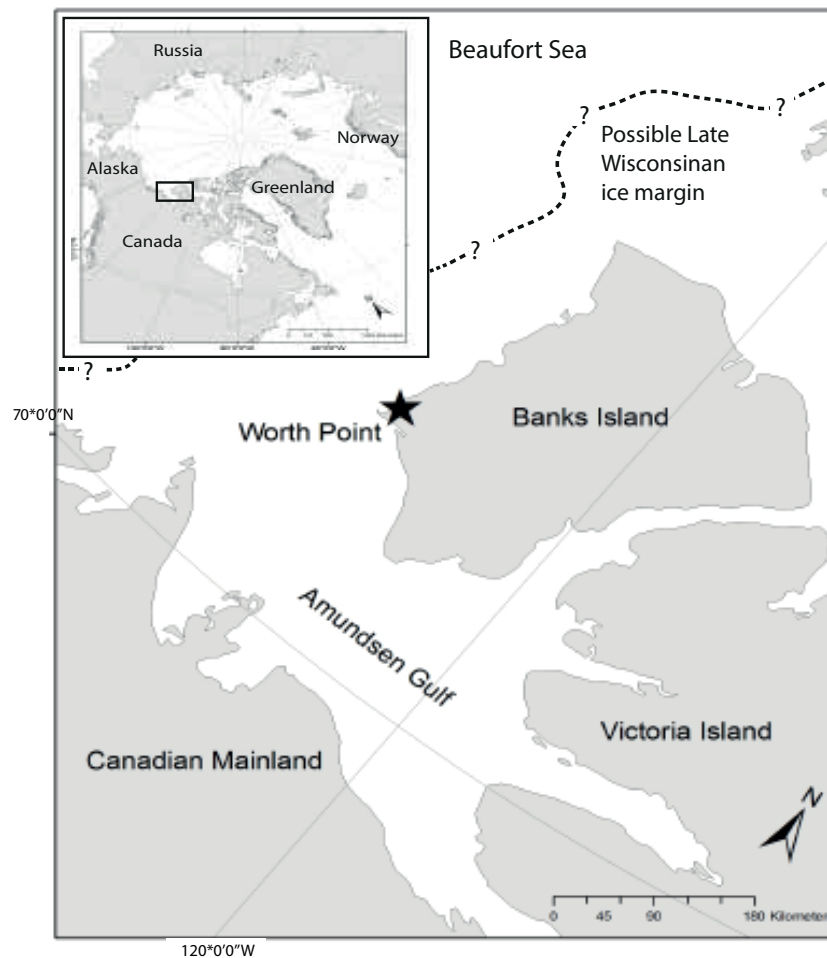 Beaufort Sea
Russia
Norway
Alaska
Greenland
Canada
?
?
Possible Late
Wisconsinan
ice margin
?
?
70*0'0"N
Worth Point
Banks Island
Amundsen Gulf
Victoria Island
Canadian Mainland
N
0 45 90 180 Kilometer
120*0'0"W